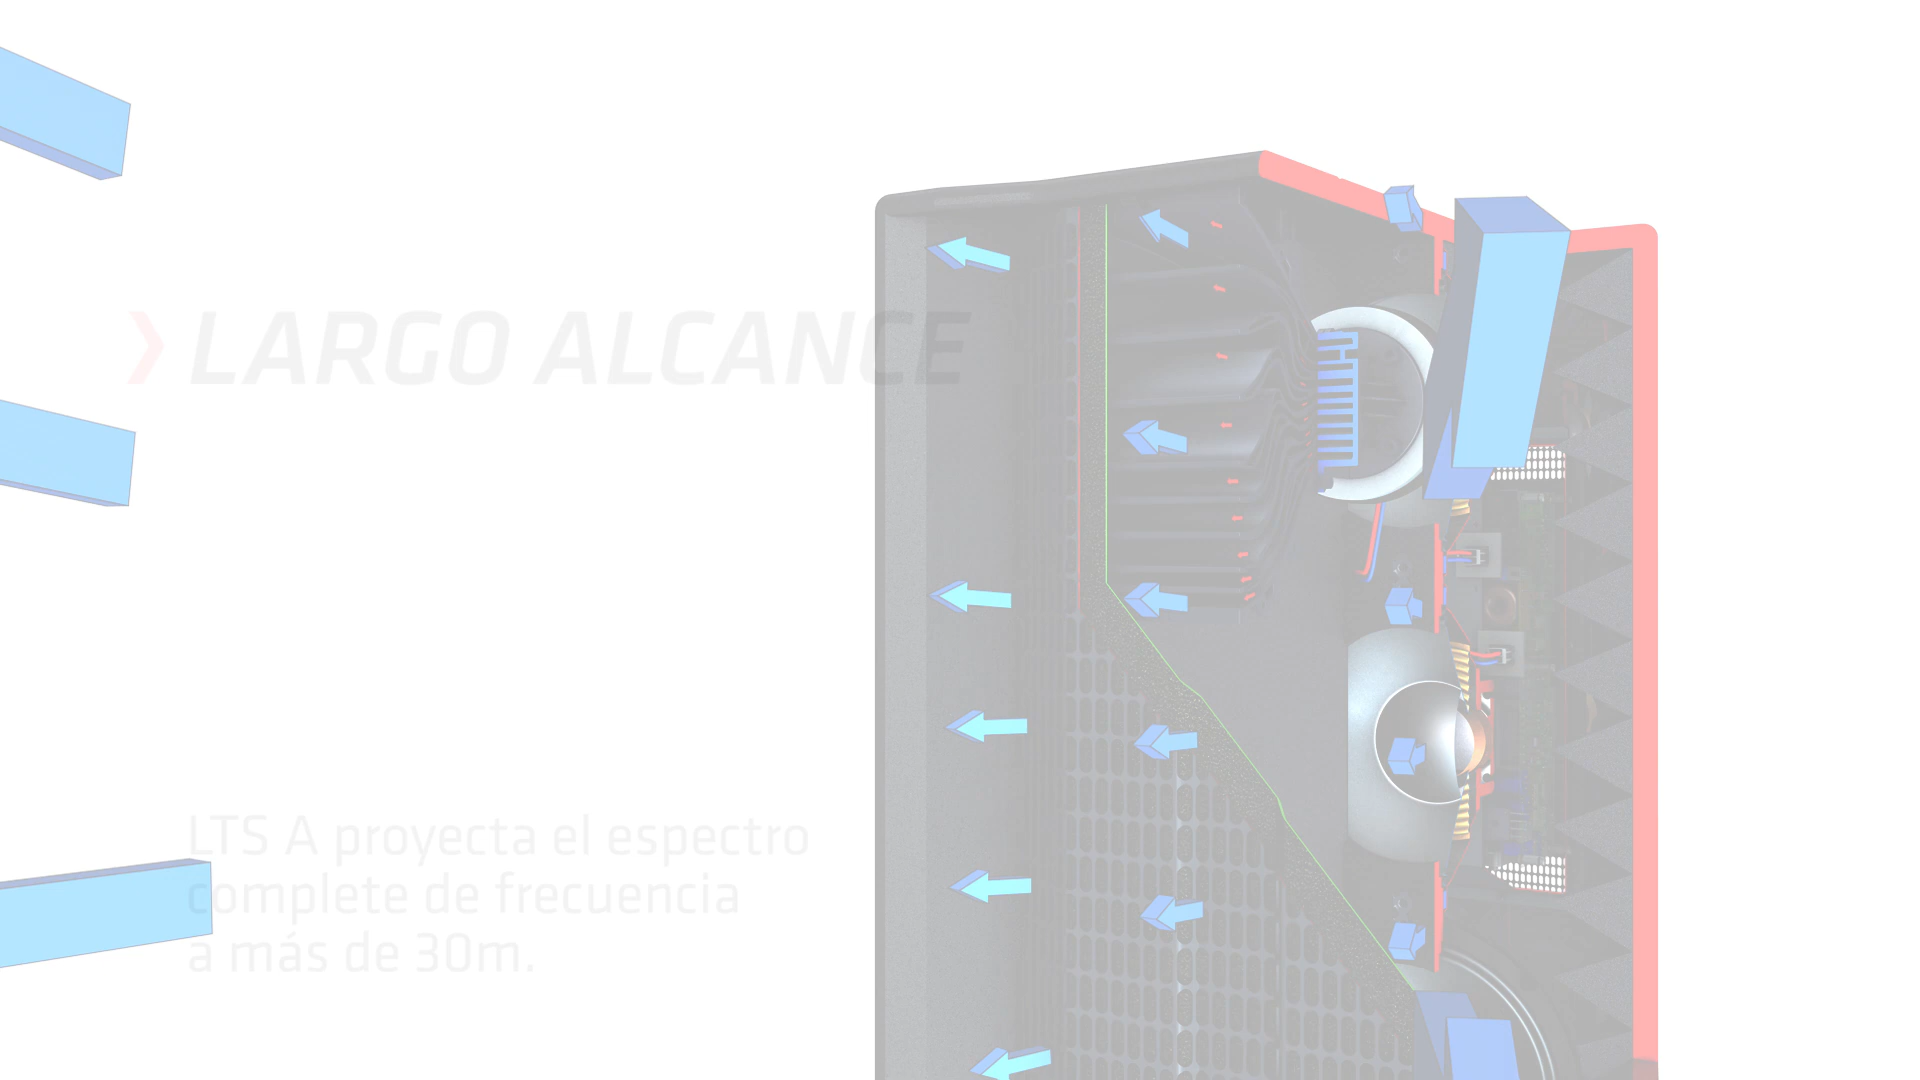 LARGO ALCANCE
LTS A proyecta el espectro
complete de frecuencia
a más de 30m.